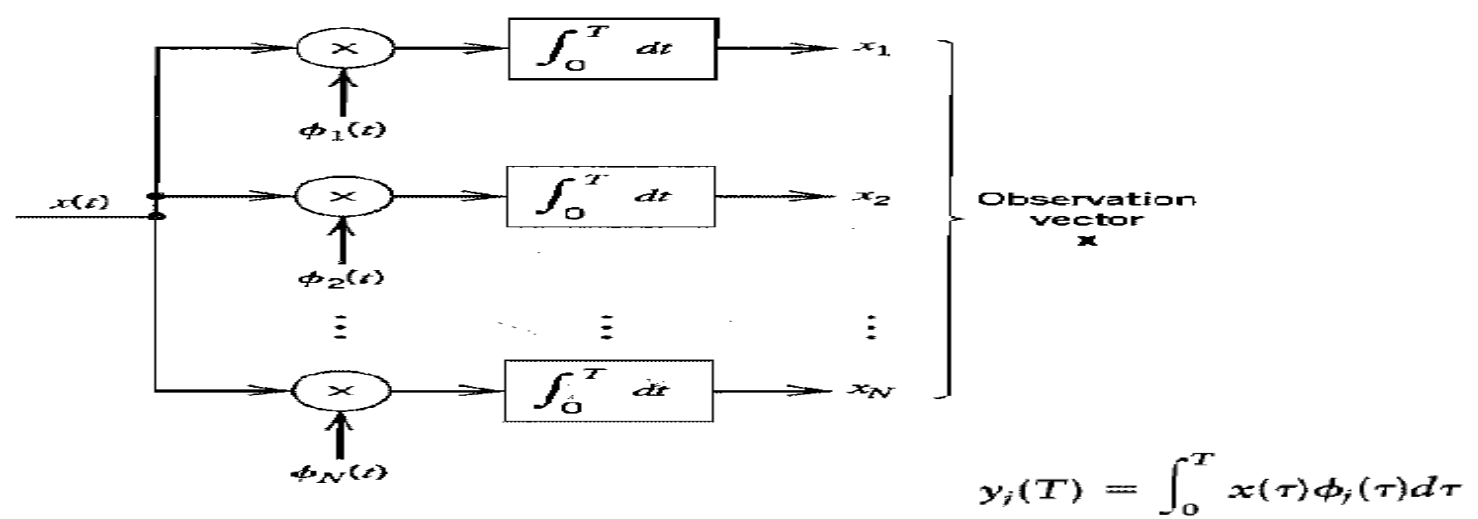 ∫₀ᵀ dt x₁
ϕ₁(t)
x(t) ∫₀ᵀ dt x₂
Observation
vector
x
ϕ₂(t)
∫₀ᵀ dt x_N
ϕ_N(t)
y_j(T) = ∫₀ᵀ x(τ)ϕ_j(τ)dτ